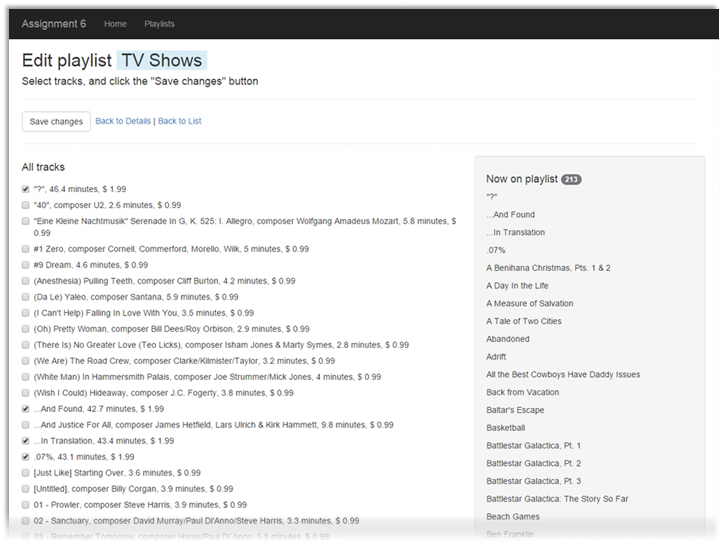 Assignment 6 Home Playlists
Edit playlist TV Shows
Select tracks, and click the "Save changes" button
Save changes Back to Details | Back to List
All tracks
"?", 46.4 minutes, $ 1.99
"40", composer U2, 2.6 minutes, $ 0.99
"Eine Kleine Nachtmusik" Serenade In G, K. 525: I. Allegro, composer Wolfgang Amadeus Mozart, 5.8 minutes, $
0.99
#1 Zero, composer Cornell, Commerford, Morello, Wilk, 5 minutes, $ 0.99
#9 Dream, 4.6 minutes, $ 0.99
(Anesthesia) Pulling Teeth, composer Cliff Burton, 4.2 minutes, $ 0.99
(Da Le) Yaleo, composer Santana, 5.9 minutes, $ 0.99
(I Can't Help) Falling In Love With You, 3.5 minutes, $ 0.99
(Oh) Pretty Woman, composer Bill Dees/Roy Orbison, 2.9 minutes, $ 0.99
(There Is) No Greater Love (Teo Licks), composer Isham Jones & Marty Symes, 2.8 minutes, $ 0.99
(We Are) The Road Crew, composer Clarke/Kilmister/Taylor, 3.2 minutes, $ 0.99
(White Man) In Hammersmith Palais, composer Joe Strummer/Mick Jones, 4 minutes, $ 0.99
(Wish I Could) Hideaway, composer J.C. Fogerty, 3.8 minutes, $ 0.99
...And Found, 42.7 minutes, $ 1.99
...And Justice For All, composer James Hetfield, Lars Ulrich & Kirk Hammett, 9.8 minutes, $ 0.99
...In Translation, 43.4 minutes, $ 1.99
.07%, 43.1 minutes, $ 1.99
[Just Like] Starting Over, 3.6 minutes, $ 0.99
[Untitled], composer Billy Corgan, 3.9 minutes, $ 0.99
01 - Prowler, composer Steve Harris, 3.9 minutes, $ 0.99
02 - Sanctuary, composer David Murray/Paul Di'Anno/Steve Harris, 3.3 minutes, $ 0.99
03 - Remember Tomorrow, composer Harris/Paul Di'Anno, 5.5 minutes, $ 0.99
Now on playlist 213
"?"
...And Found
...In Translation
.07%
A Benihana Christmas, Pts. 1 & 2
A Day In the Life
A Measure of Salvation
A Tale of Two Cities
Abandoned
Adrift
All the Best Cowboys Have Daddy Issues
Back from Vacation
Baltar's Escape
Basketball
Battlestar Galactica, Pt. 1
Battlestar Galactica, Pt. 2
Battlestar Galactica, Pt. 3
Battlestar Galactica: The Story So Far
Beach Games
Ben Franklin